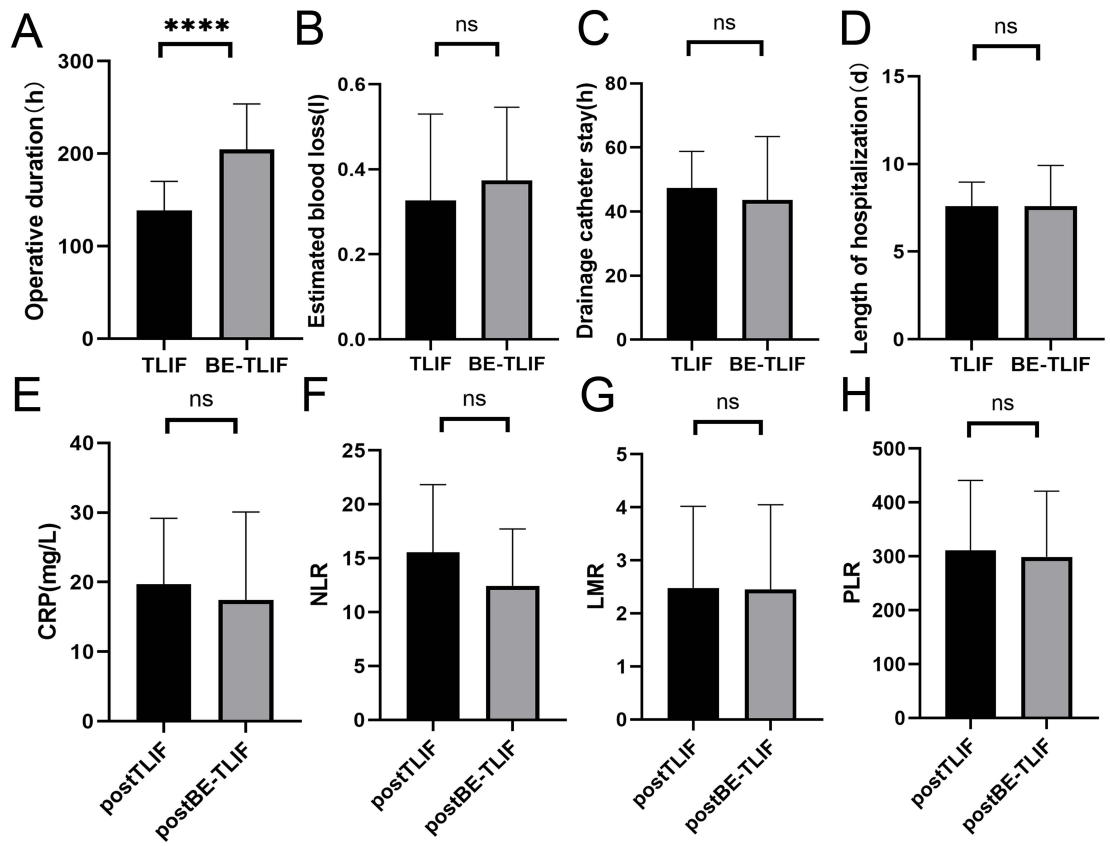 A
****
Operative duration(h)
300
200
100
0
TLIF BE-TLIF
B
ns
Estimated blood loss(l)
0.6
0.4
0.2
0.0
TLIF BE-TLIF
C
ns
Drainage catheter stay(h)
80
60
40
20
0
TLIF BE-TLIF
D
ns
Length of hospitalization(d)
15
10
5
0
TLIF BE-TLIF
E
ns
CRP(mg/L)
40
30
20
10
0
postTLIF
postBE-TLIF
F
ns
NLR
25
20
15
10
5
0
postTLIF
postBE-TLIF
G
ns
LMR
5
4
3
2
1
0
postTLIF
postBE-TLIF
H
ns
PLR
500
400
300
200
100
0
postTLIF
postBE-TLIF